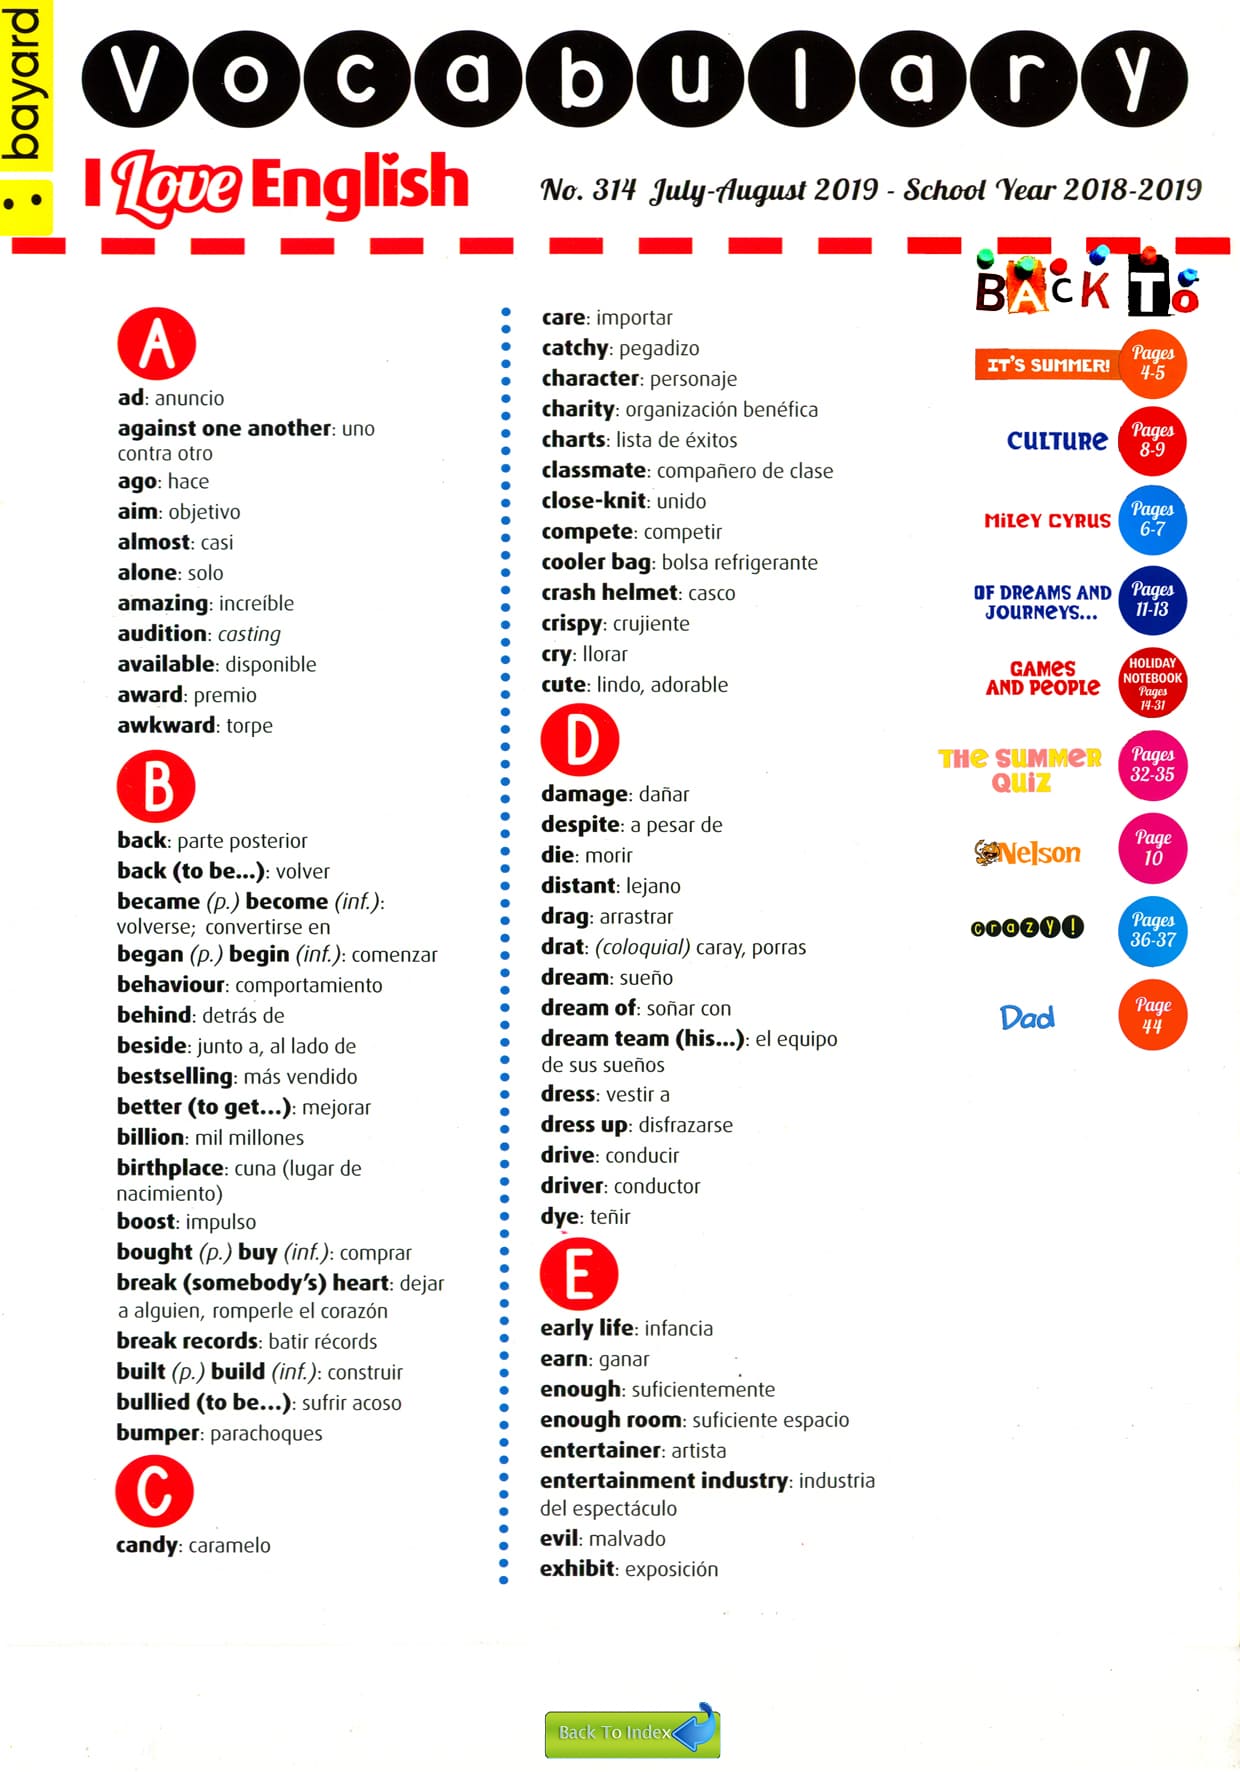 bayard
Vocabulary
I Love English
No. 314 July-August 2019 - School Year 2018-2019
A
ad: anuncio
against one another: uno
contra otro
ago: hace
aim: objetivo
almost: casi
alone: solo
amazing: increíble
audition: casting
available: disponible
award: premio
awkward: torpe
B
back: parte posterior
back (to be...): volver
became (p.) become (inf.):
volverse; convertirse en
began (p.) begin (inf.): comenzar
behaviour: comportamiento
behind: detrás de
beside: junto a, al lado de
bestselling: más vendido
better (to get...): mejorar
billion: mil millones
birthplace: cuna (lugar de
nacimiento)
boost: impulso
bought (p.) buy (inf.): comprar
break (somebody's) heart: dejar
a alguien, romperle el corazón
break records: batir récords
built (p.) build (inf.): construir
bullied (to be...): sufrir acoso
bumper: parachoques
C
candy: caramelo
care: importar
catchy: pegadizo
character: personaje
charity: organización benéfica
charts: lista de éxitos
classmate: compañero de clase
close-knit: unido
compete: competir
cooler bag: bolsa refrigerante
crash helmet: casco
crispy: crujiente
cry: llorar
cute: lindo, adorable
D
damage: dañar
despite: a pesar de
die: morir
distant: lejano
drag: arrastrar
drat: (coloquial) caray, porras
dream: sueño
dream of: soñar con
dream team (his...): el equipo
de sus sueños
dress: vestir a
dress up: disfrazarse
drive: conducir
driver: conductor
dye: teñir
E
early life: infancia
earn: ganar
enough: suficientemente
enough room: suficiente espacio
entertainer: artista
entertainment industry: industria
del espectáculo
evil: malvado
exhibit: exposición
BACK TO
IT'S SUMMER!
Pages
4-5
CULTURE
Pages
8-9
MILEY CYRUS
Pages
6-7
OF DREAMS AND
JOURNEYS...
Pages
11-13
GAMES
AND PEOPLE
HOLIDAY
NOTEBOOK
Pages
14-31
THE SUMMER
QUIZ
Pages
32-35
Nelson
Page
10
crazy!
Pages
36-37
Dad
Page
44
Back To Index